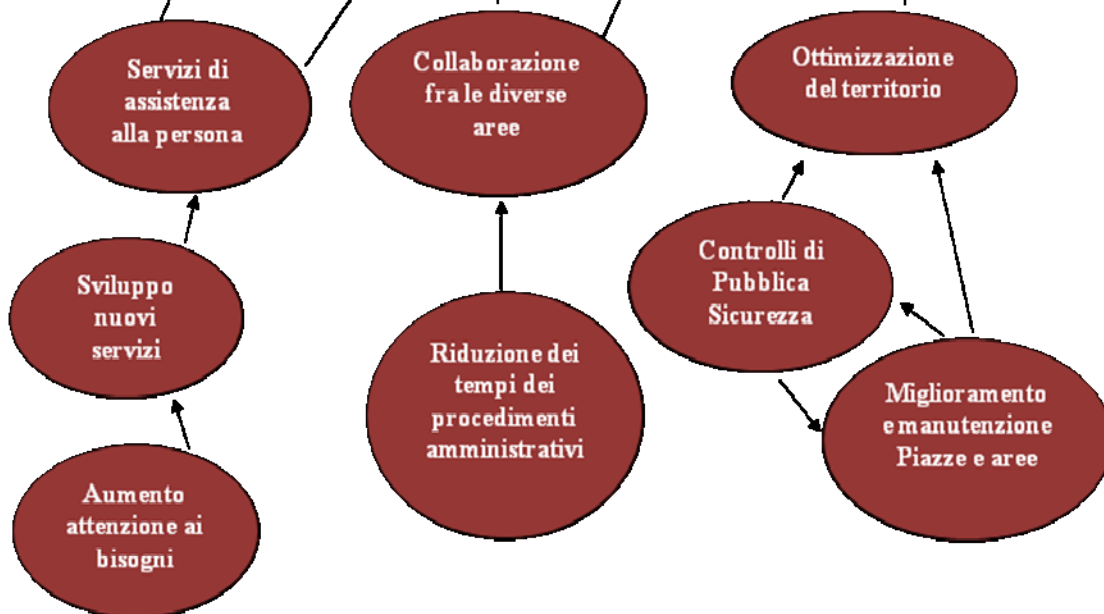 Servizi di
assistenza
alla persona
Collaborazione
fra le diverse
aree
Ottimizzazione
del territorio
Sviluppo
nuovi
servizi
Controlli di
Pubblica
Sicurezza
Riduzione dei
tempi dei
procedimenti
amministrativi
Miglioramento
e manutenzione
Piazze e aree
Aumento
attenzione ai
bisogni